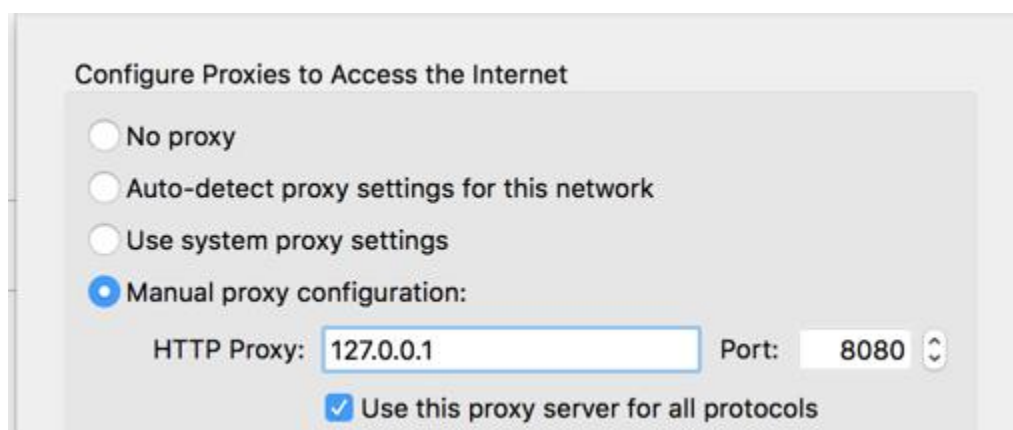 Configure Proxies to Access the Internet
No proxy
Auto-detect proxy settings for this network
Use system proxy settings
Manual proxy configuration:
HTTP Proxy: 127.0.0.1 Port: 8080
Use this proxy server for all protocols